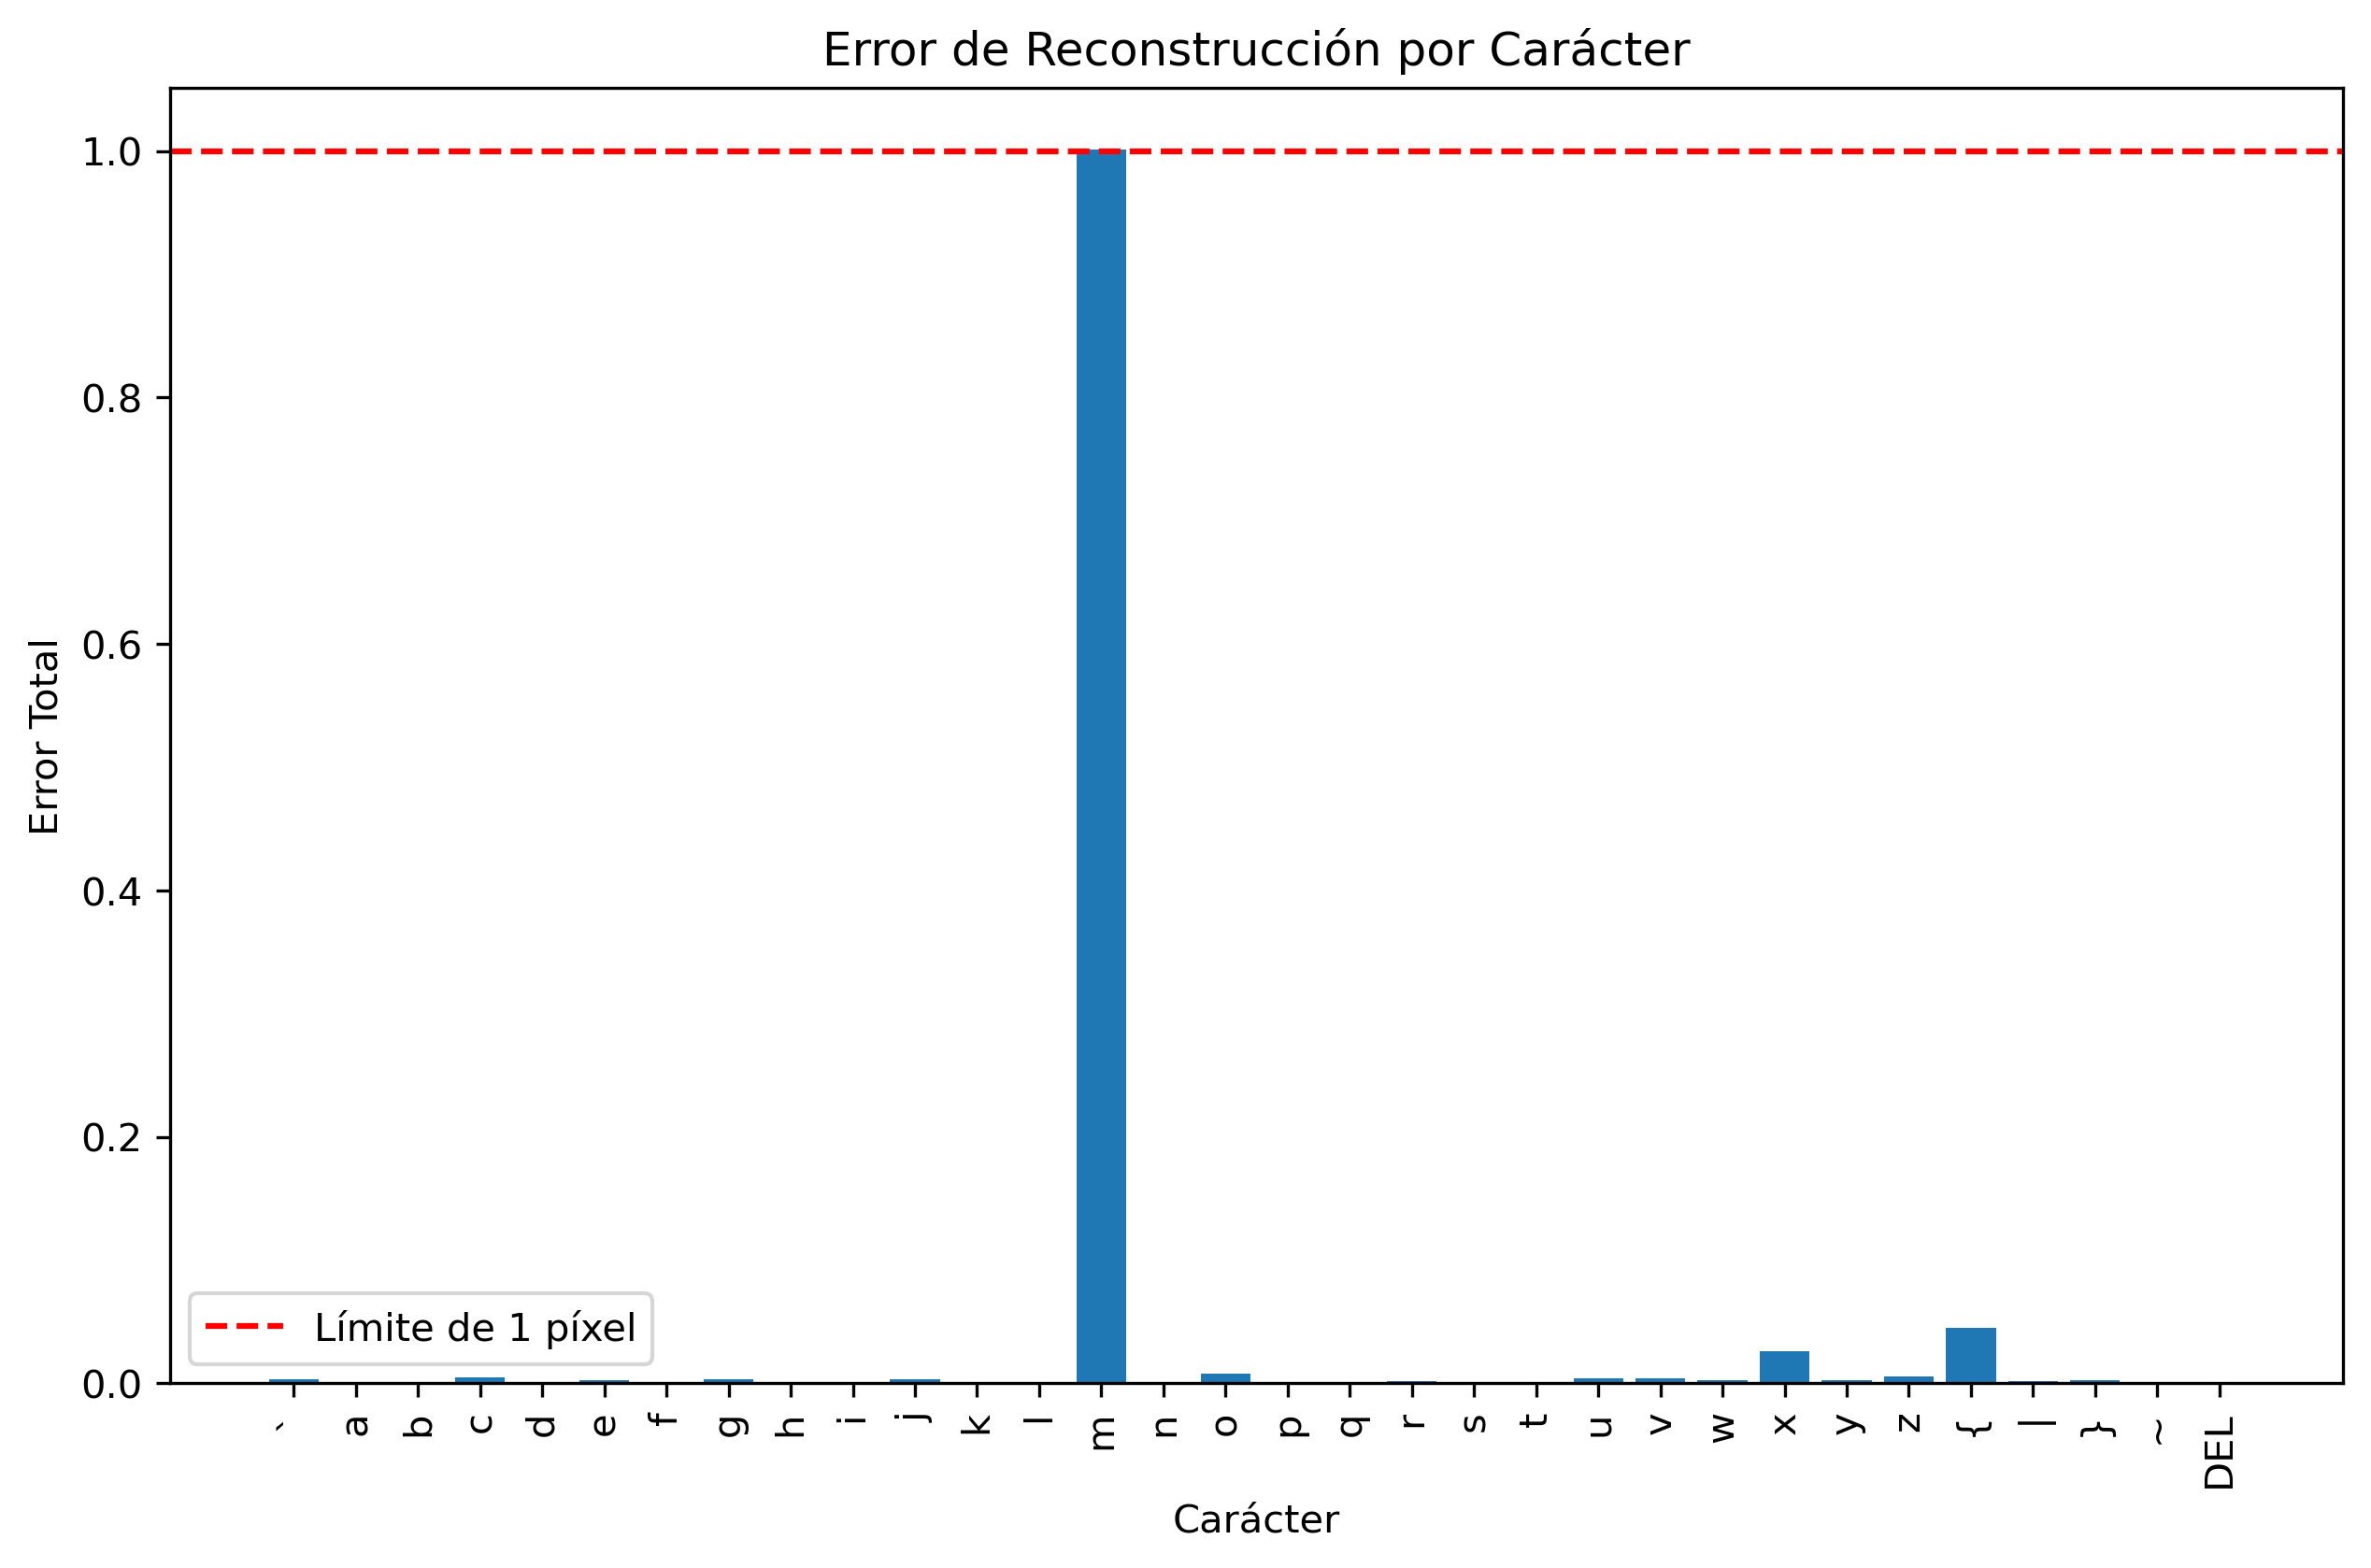 Error de Reconstrucción por Carácter
Error Total
1.0
0.8
0.6
0.4
0.2
0.0
Límite de 1 píxel
` a b c d e f g h i j k l m n o p q r s t u v w x y z { | } ~ DEL
Carácter